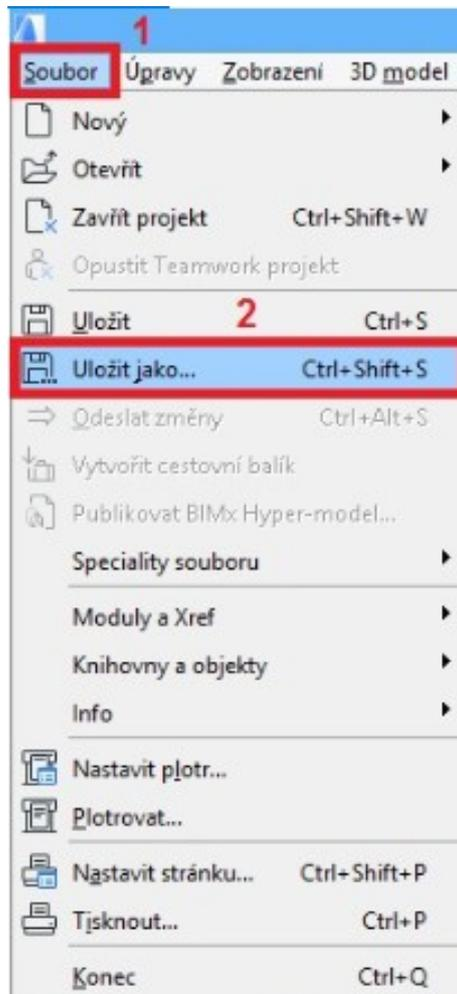 1
Soubor Úpravy Zobrazení 3D model
Nový
Otevřít
Zavřít projekt Ctrl+Shift+W
Opustit Teamwork projekt
Uložit 2 Ctrl+S
Uložit jako... Ctrl+Shift+S
Odeslat změny Ctrl+Alt+S
Vytvořit cestovní balík
Publikovat BIMx Hyper-model...
Speciality souboru
Moduly a Xref
Knihovny a objekty
Info
Nastavit plotr...
Plotrovat...
Nastavit stránku... Ctrl+Shift+P
Tisknout... Ctrl+P
Konec Ctrl+Q